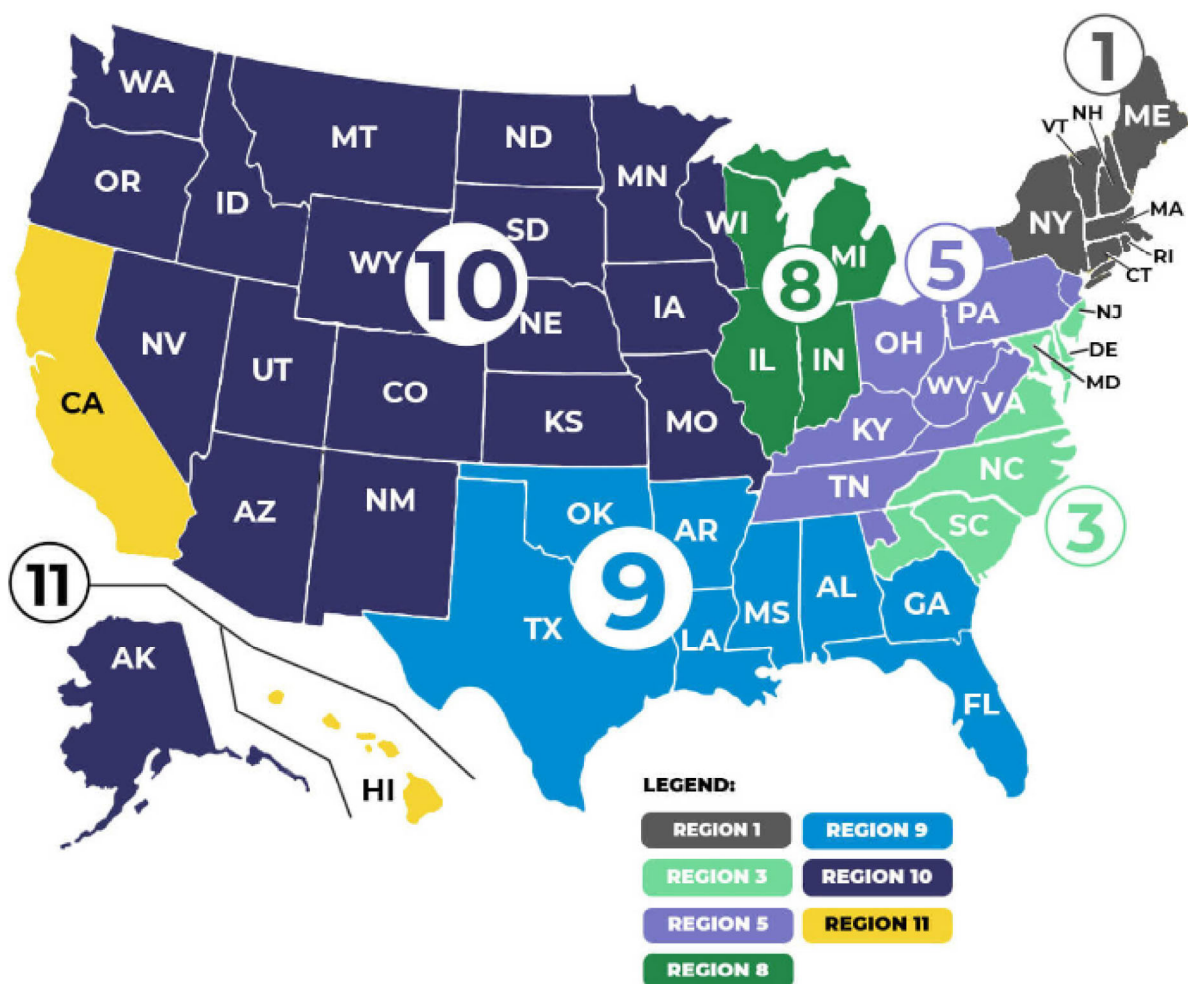 1
WA
MT
ND
MN
VT
NH
ME
OR
ID
SD
WI
MI
NY
MA
RI
CT
WY
10
8
5
NE
IA
PA
NJ
NV
UT
CO
IL
IN
OH
DE
MD
CA
KS
MO
WV
VA
KY
AZ
NM
OK
AR
TN
NC
SC
3
11
9
TX
LA
MS
AL
GA
AK
FL
HI
LEGEND:
REGION 1
REGION 9
REGION 3
REGION 10
REGION 5
REGION 11
REGION 8